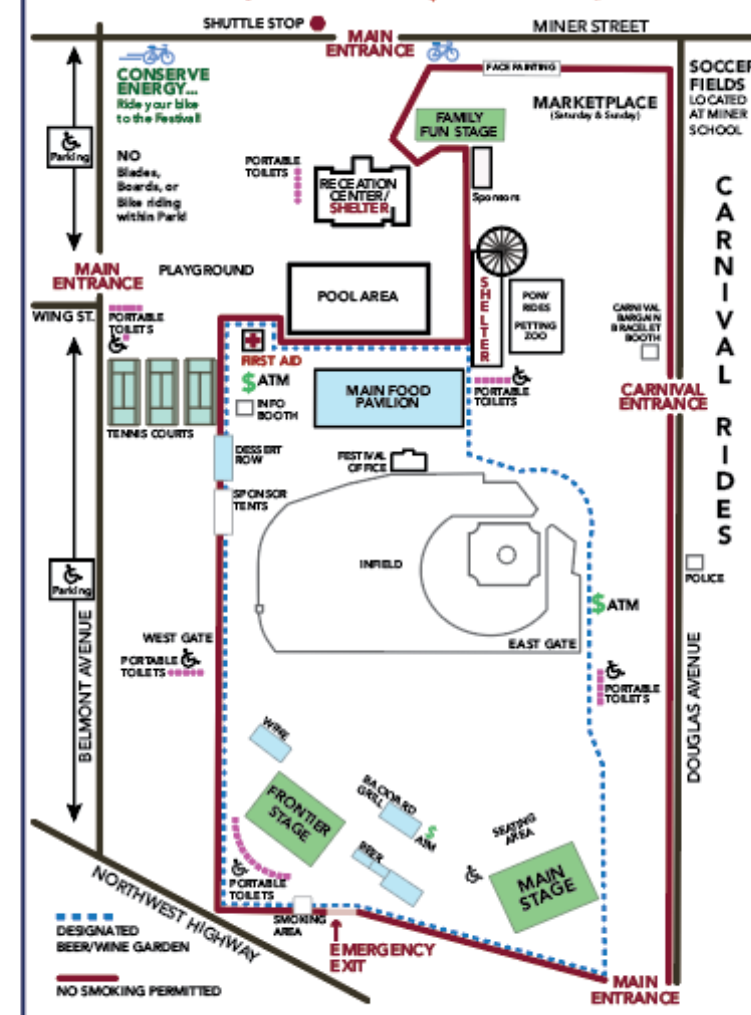 SHUTTLE STOP
MAIN
ENTRANCE
MINER STREET
CONSERVE
ENERGY...
Ride your bike
to the Festival!
FACE PAINTING
SOCCER
FIELDS
LOCATED
AT MINER
SCHOOL
MARKETPLACE
(Saturday & Sunday)
FAMILY
FUN STAGE
Parking
NO
Blades,
Boards, or
Bike riding
within Park!
PORTABLE
TOILETS
RECEATION
CENTER/
SHELTER
Sponsors
CARNIVAL RIDES
MAIN
ENTRANCE
PLAYGROUND
POOL AREA
SHELTER
PONY
RIDES
PETTING
ZOO
WING ST.
PORTABLE
TOILETS
CARNIVAL
BARGAIN
BRACELET
BOOTH
FIRST AID
$ATM
INFO
BOOTH
MAIN FOOD
PAVILION
PORTABLE
TOILETS
CARNIVAL
ENTRANCE
TENNIS COURTS
DESSERT
ROW
FESTIVAL
OFFICE
SPONSOR
TENTS
INFIELD
POLICE
Parking
$ATM
WEST GATE
EAST GATE
PORTABLE
TOILETS
PORTABLE
TOILETS
BELMONT AVENUE
DOUGLAS AVENUE
WINE
FRONTIER
STAGE
BACKYARD
GRILL
$
ATM
BEER
SEATING
AREA
MAIN
STAGE
PORTABLE
TOILETS
NORTHWEST HIGHWAY
SMOKING
AREA
EMERGENCY
EXIT
DESIGNATED
BEER/WINE GARDEN
NO SMOKING PERMITTED
MAIN
ENTRANCE